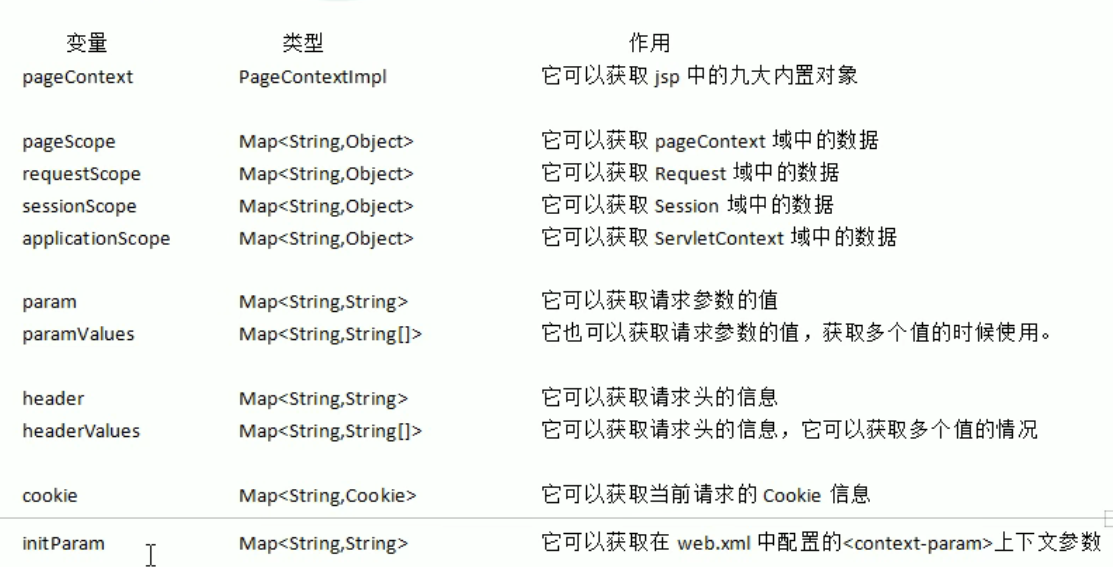 变量 类型 作用
pageContext PageContextImpl 它可以获取 jsp 中的九大内置对象
pageScope Map<String,Object> 它可以获取 pageContext 域中的数据
requestScope Map<String,Object> 它可以获取 Request 域中的数据
sessionScope Map<String,Object> 它可以获取 Session 域中的数据
applicationScope Map<String,Object> 它可以获取 ServletContext 域中的数据
param Map<String,String> 它可以获取请求参数的值
paramValues Map<String,String[]> 它也可以获取请求参数的值，获取多个值的时候使用。
header Map<String,String> 它可以获取请求头的信息
headerValues Map<String,String[]> 它可以获取请求头的信息，它可以获取多个值的情况
cookie Map<String,Cookie> 它可以获取当前请求的 Cookie 信息
initParam Map<String,String> 它可以获取在 web.xml 中配置的<context-param>上下文参数